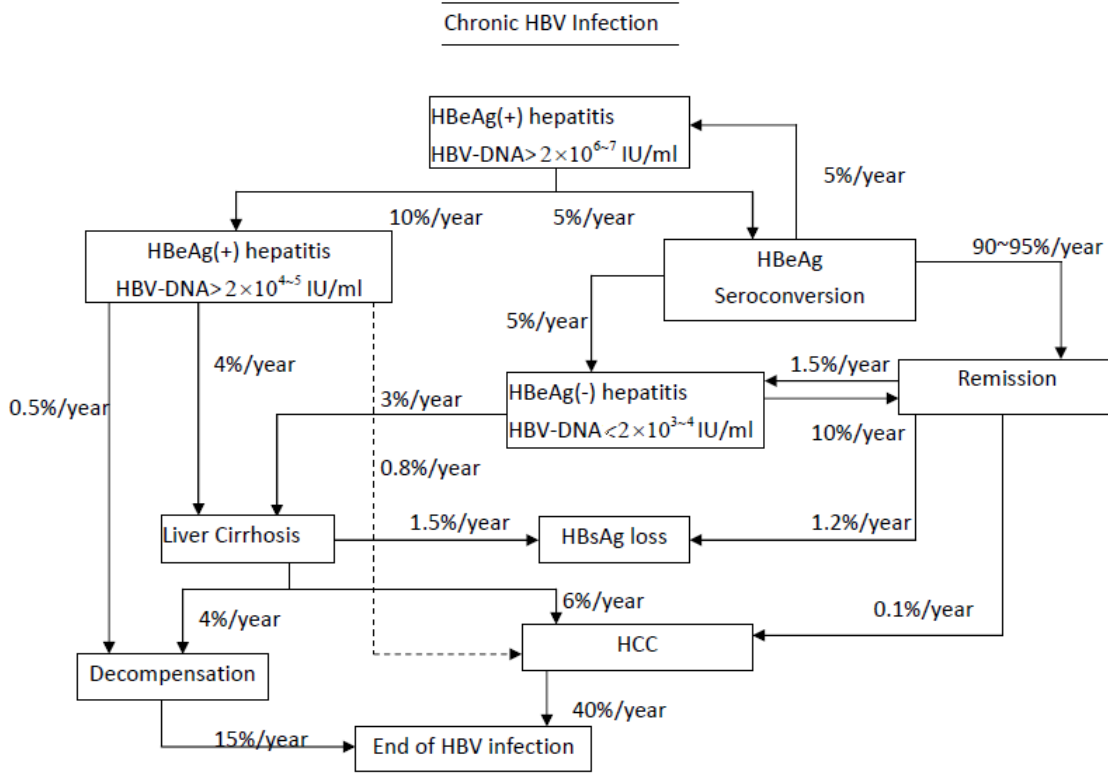 Chronic HBV Infection
HBeAg(+) hepatitis
HBV-DNA>2×10^6~7 IU/ml
5%/year
10%/year
5%/year
HBeAg(+) hepatitis
HBV-DNA>2×10^4~5 IU/ml
HBeAg
Seroconversion
90~95%/year
5%/year
4%/year
1.5%/year
Remission
0.5%/year
3%/year
HBeAg(-) hepatitis
HBV-DNA<2×10^3~4 IU/ml
10%/year
0.8%/year
Liver Cirrhosis
1.5%/year
HBsAg loss
1.2%/year
4%/year
6%/year
0.1%/year
HCC
Decompensation
40%/year
15%/year
End of HBV infection